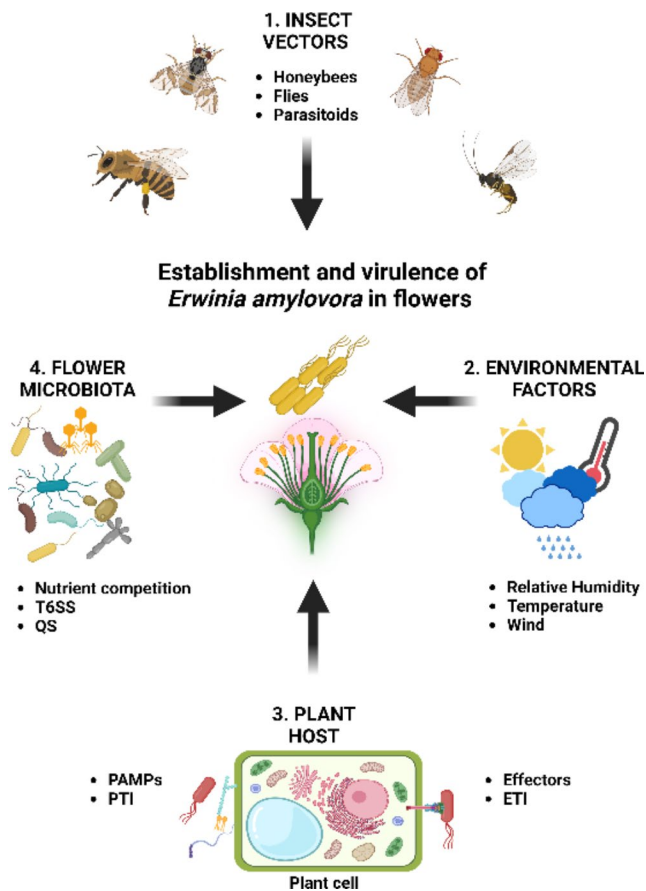 1. INSECT
VECTORS
• Honeybees
• Flies
• Parasitoids
Establishment and virulence of
Erwinia amylovora in flowers
4. FLOWER
MICROBIOTA
• Nutrient competition
• T6SS
• QS
2. ENVIRONMENTAL
FACTORS
• Relative Humidity
• Temperature
• Wind
3. PLANT
HOST
• PAMPs
• PTI
• Effectors
• ETI
Plant cell